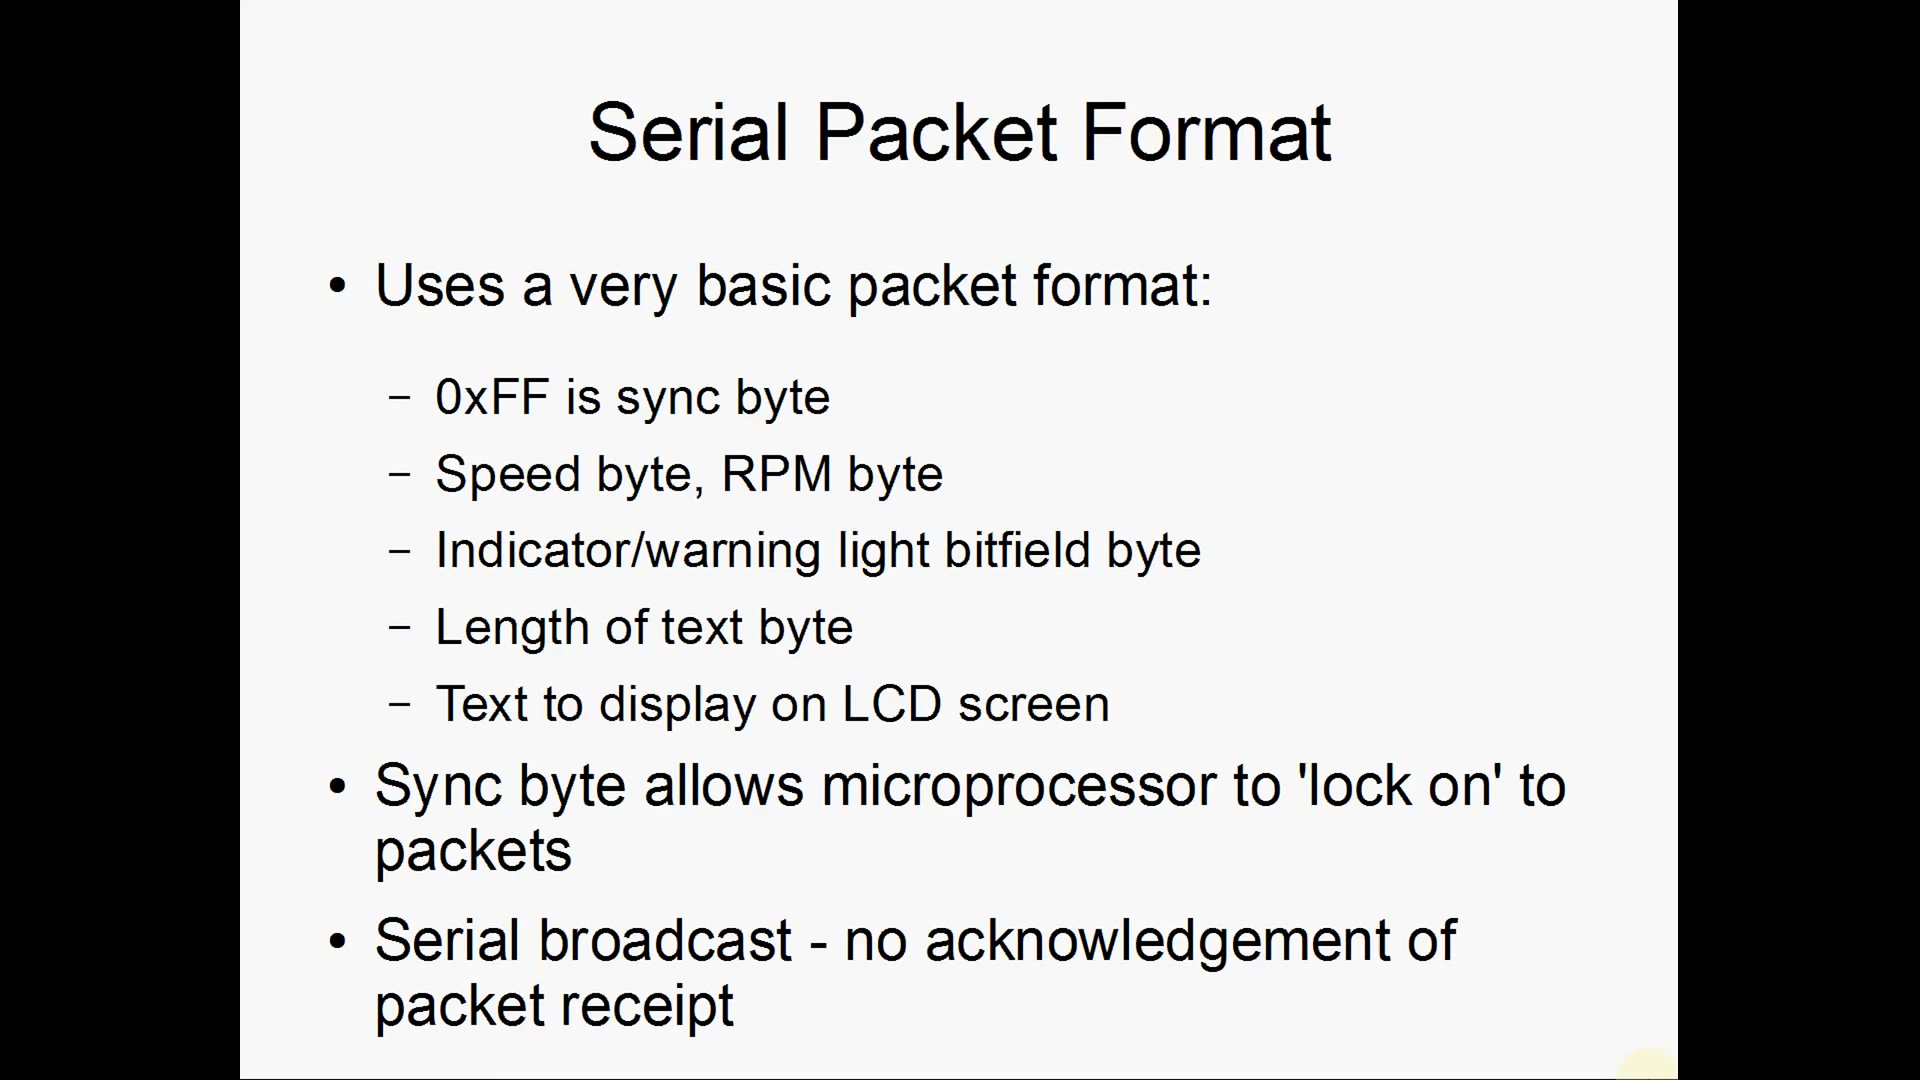 Serial Packet Format
• Uses a very basic packet format:
– 0xFF is sync byte
– Speed byte, RPM byte
– Indicator/warning light bitfield byte
– Length of text byte
– Text to display on LCD screen
• Sync byte allows microprocessor to 'lock on' to
packets
• Serial broadcast - no acknowledgement of
packet receipt